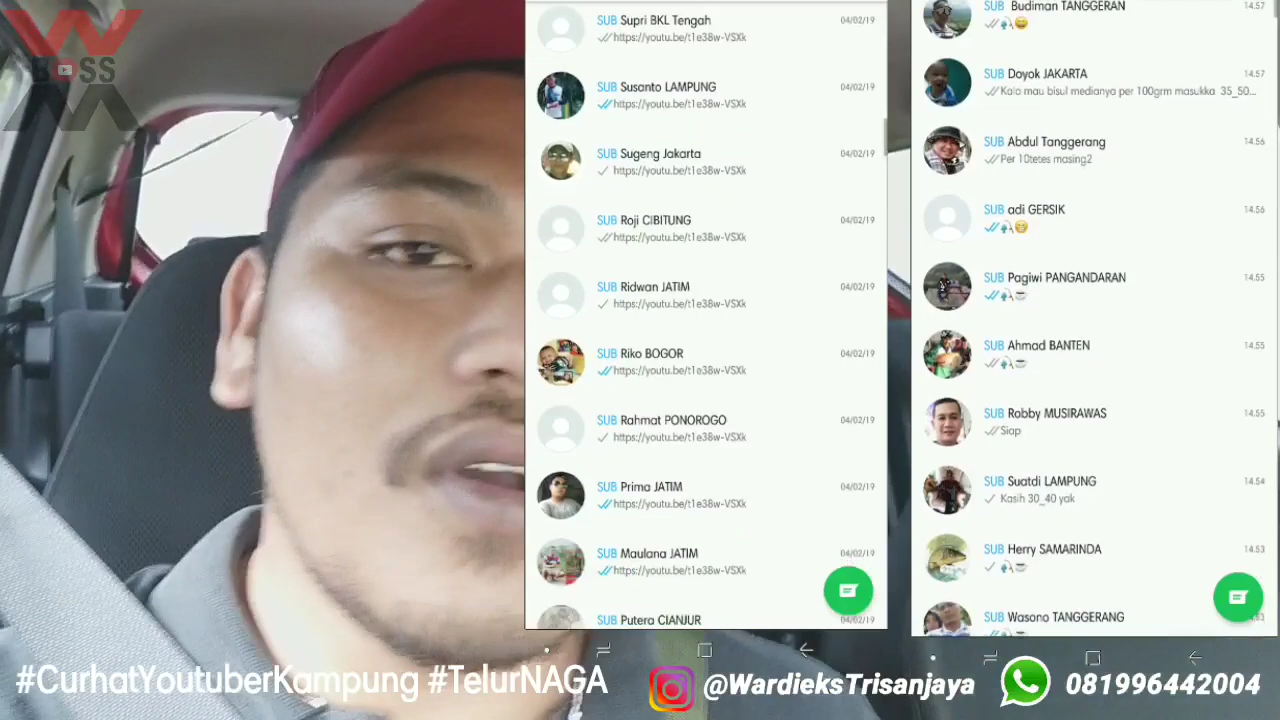 W
BOSS
SUB Supri BKL Tengah 04/02/19
https://youtu.be/t1e38w-VSXk
SUB Susanto LAMPUNG 04/02/19
https://youtu.be/t1e38w-VSXk
SUB Sugeng Jakarta 04/02/19
https://youtu.be/t1e38w-VSXk
SUB Roji CIBITUNG 04/02/19
https://youtu.be/t1e38w-VSXk
SUB Ridwan JATIM 04/02/19
https://youtu.be/t1e38w-VSXk
SUB Riko BOGOR 04/02/19
https://youtu.be/t1e38w-VSXk
SUB Rahmat PONOROGO 04/02/19
https://youtu.be/t1e38w-VSXk
SUB Prima JATIM 04/02/19
https://youtu.be/t1e38w-VSXk
SUB Maulana JATIM 04/02/19
https://youtu.be/t1e38w-VSXk
SUB Putera CIANJUR 04/02/19
SUB Budiman TANGGERAN 14.57
SUB Doyok JAKARTA 14.57
Kalo mau bisul medianya per 100grm masukka 35_50...
SUB Abdul Tanggerang 14.56
Per 10tetes masing2
SUB adi GERSIK 14.56
SUB Pagiwi PANGANDARAN 14.55
SUB Ahmad BANTEN 14.55
SUB Robby MUSIRAWAS 14.55
Siap
SUB Suatdi LAMPUNG 14.54
Kasih 30_40 yak
SUB Herry SAMARINDA 14.53
SUB Wasono TANGGERANG
#CurhatYoutuberKampung #TelurNAGA
@WardieksTrisanjaya
081996442004